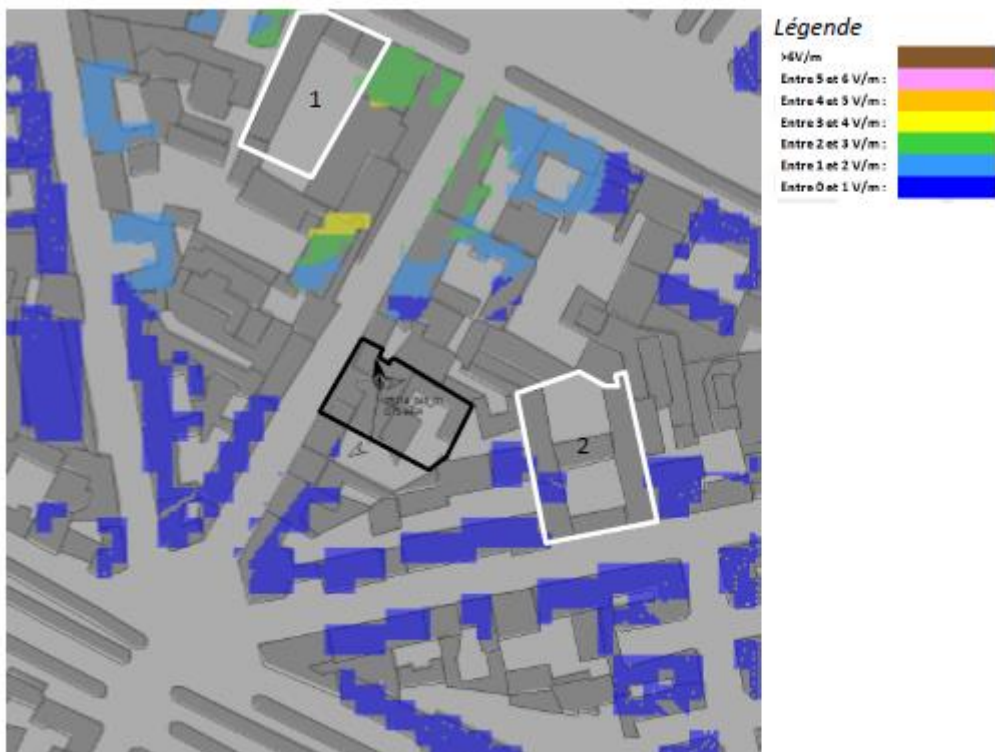 Légende
>6V/m
Entre 5 et 6 V/m :
Entre 4 et 5 V/m :
Entre 3 et 4 V/m :
Entre 2 et 3 V/m :
Entre 1 et 2 V/m :
Entre 0 et 1 V/m :
1
2